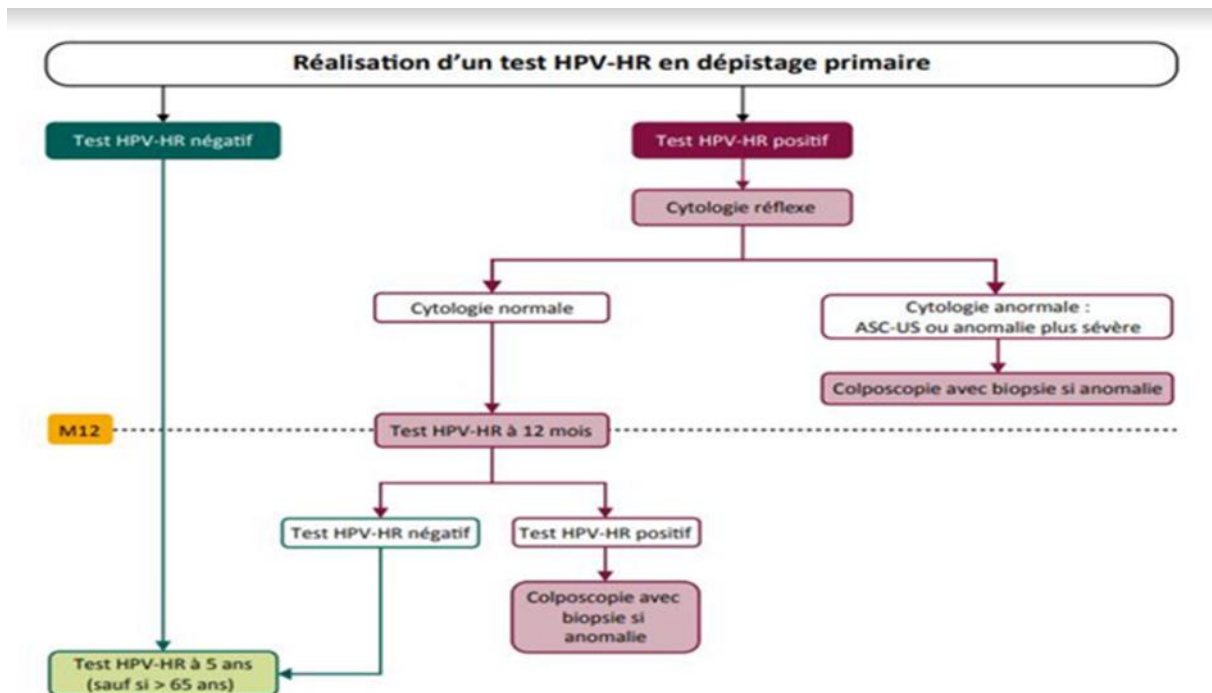 Réalisation d'un test HPV-HR en dépistage primaire
Test HPV-HR négatif
Test HPV-HR positif
Cytologie réflexe
Cytologie normale
Cytologie anormale :
ASC-US ou anomalie plus sévère
Colposcopie avec biopsie si anomalie
M12
Test HPV-HR à 12 mois
Test HPV-HR négatif
Test HPV-HR positif
Colposcopie avec
biopsie si
anomalie
Test HPV-HR à 5 ans
(sauf si > 65 ans)